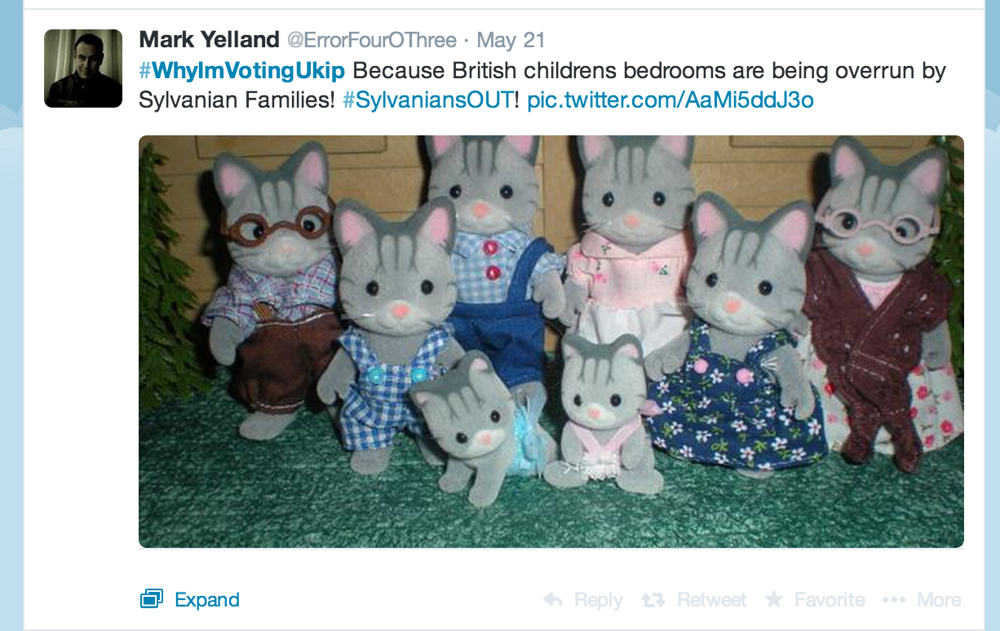 Mark Yelland @ErrorFourOThree · May 21
#WhyImVotingUkip Because British childrens bedrooms are being overrun by
Sylvanian Families! #SylvaniansOUT! pic.twitter.com/AaMi5ddJ3o
Expand Reply Retweet Favorite More